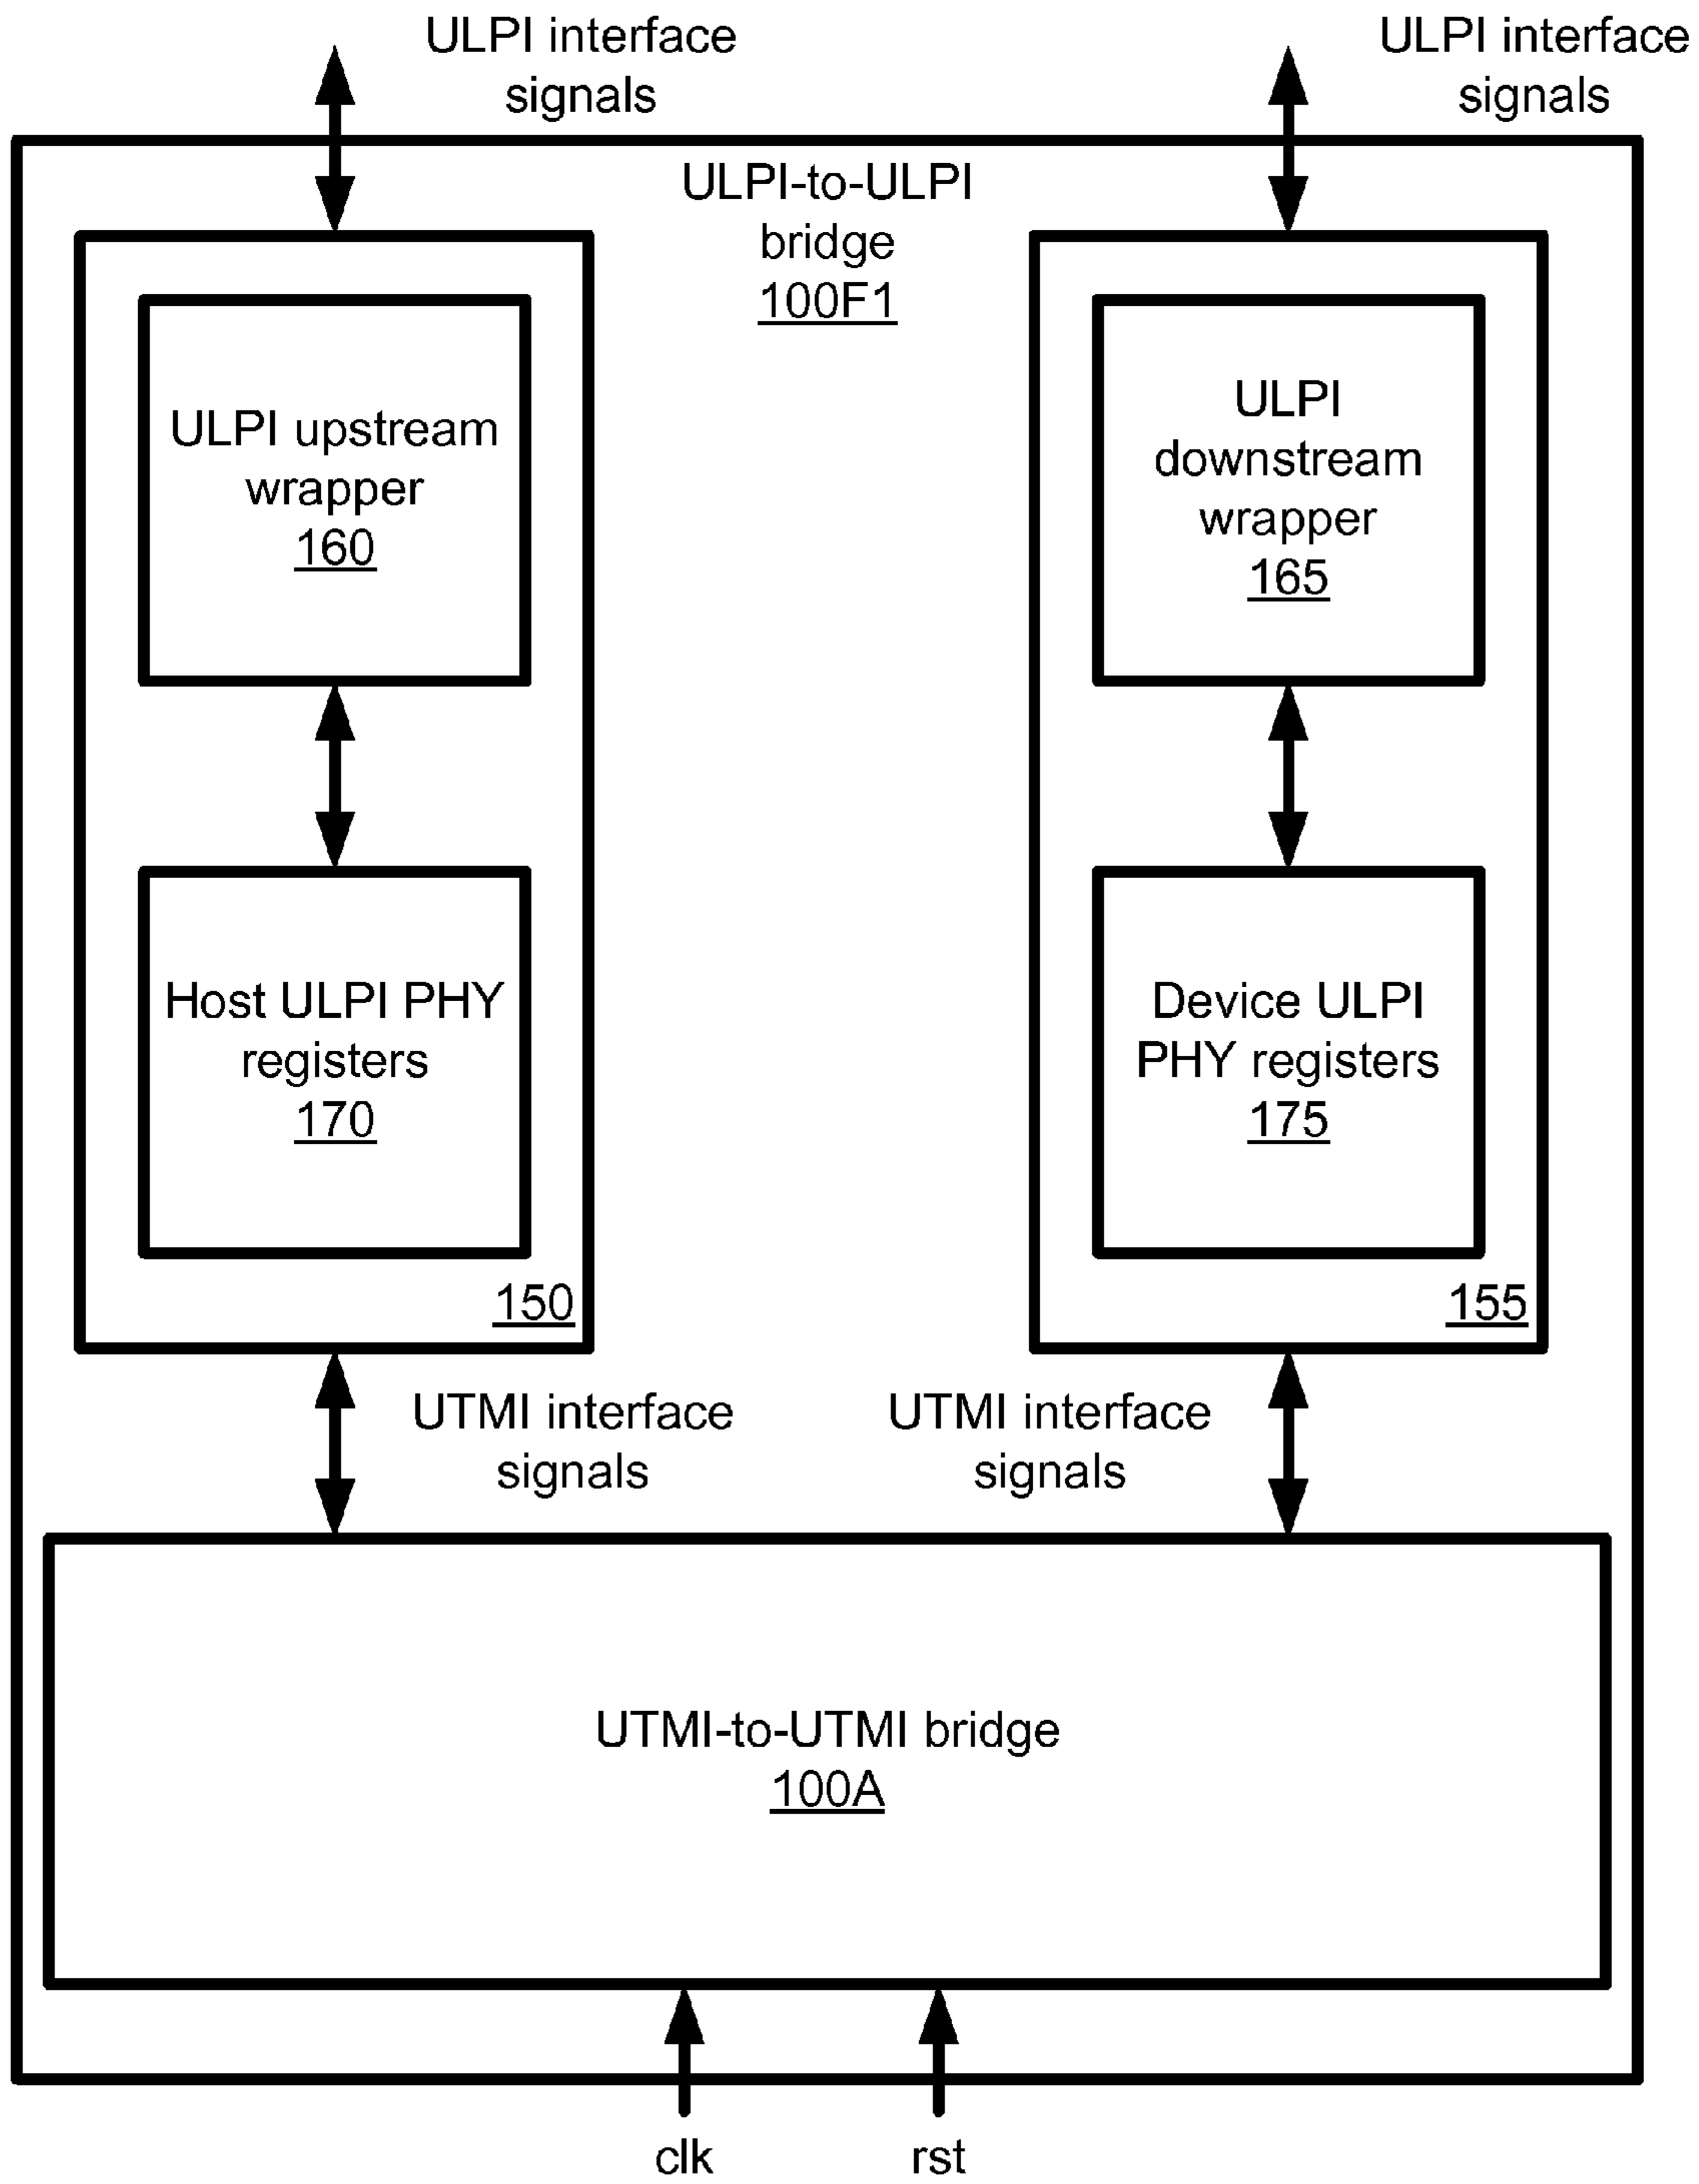 ULPI interface
signals
ULPI interface
signals
ULPI-to-ULPI
bridge
100F1
ULPI upstream
wrapper
160
ULPI
downstream
wrapper
165
Host ULPI PHY
registers
170
Device ULPI
PHY registers
175
150
155
UTMI interface
signals
UTMI interface
signals
UTMI-to-UTMI bridge
100A
clk
rst